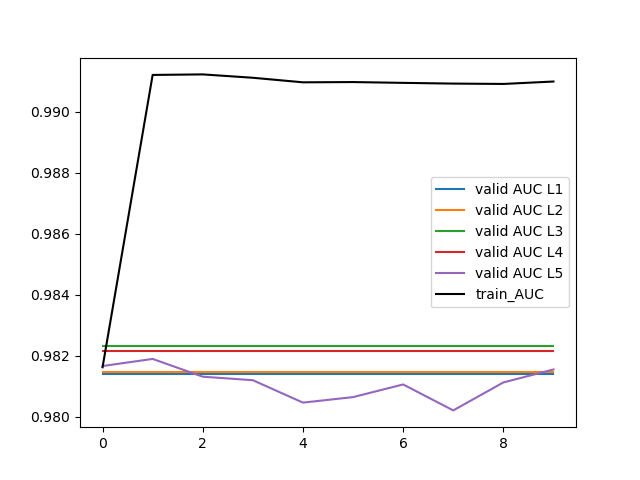 0.990
0.988
0.986
0.984
0.982
0.980
0 2 4 6 8
valid AUC L1
valid AUC L2
valid AUC L3
valid AUC L4
valid AUC L5
train_AUC